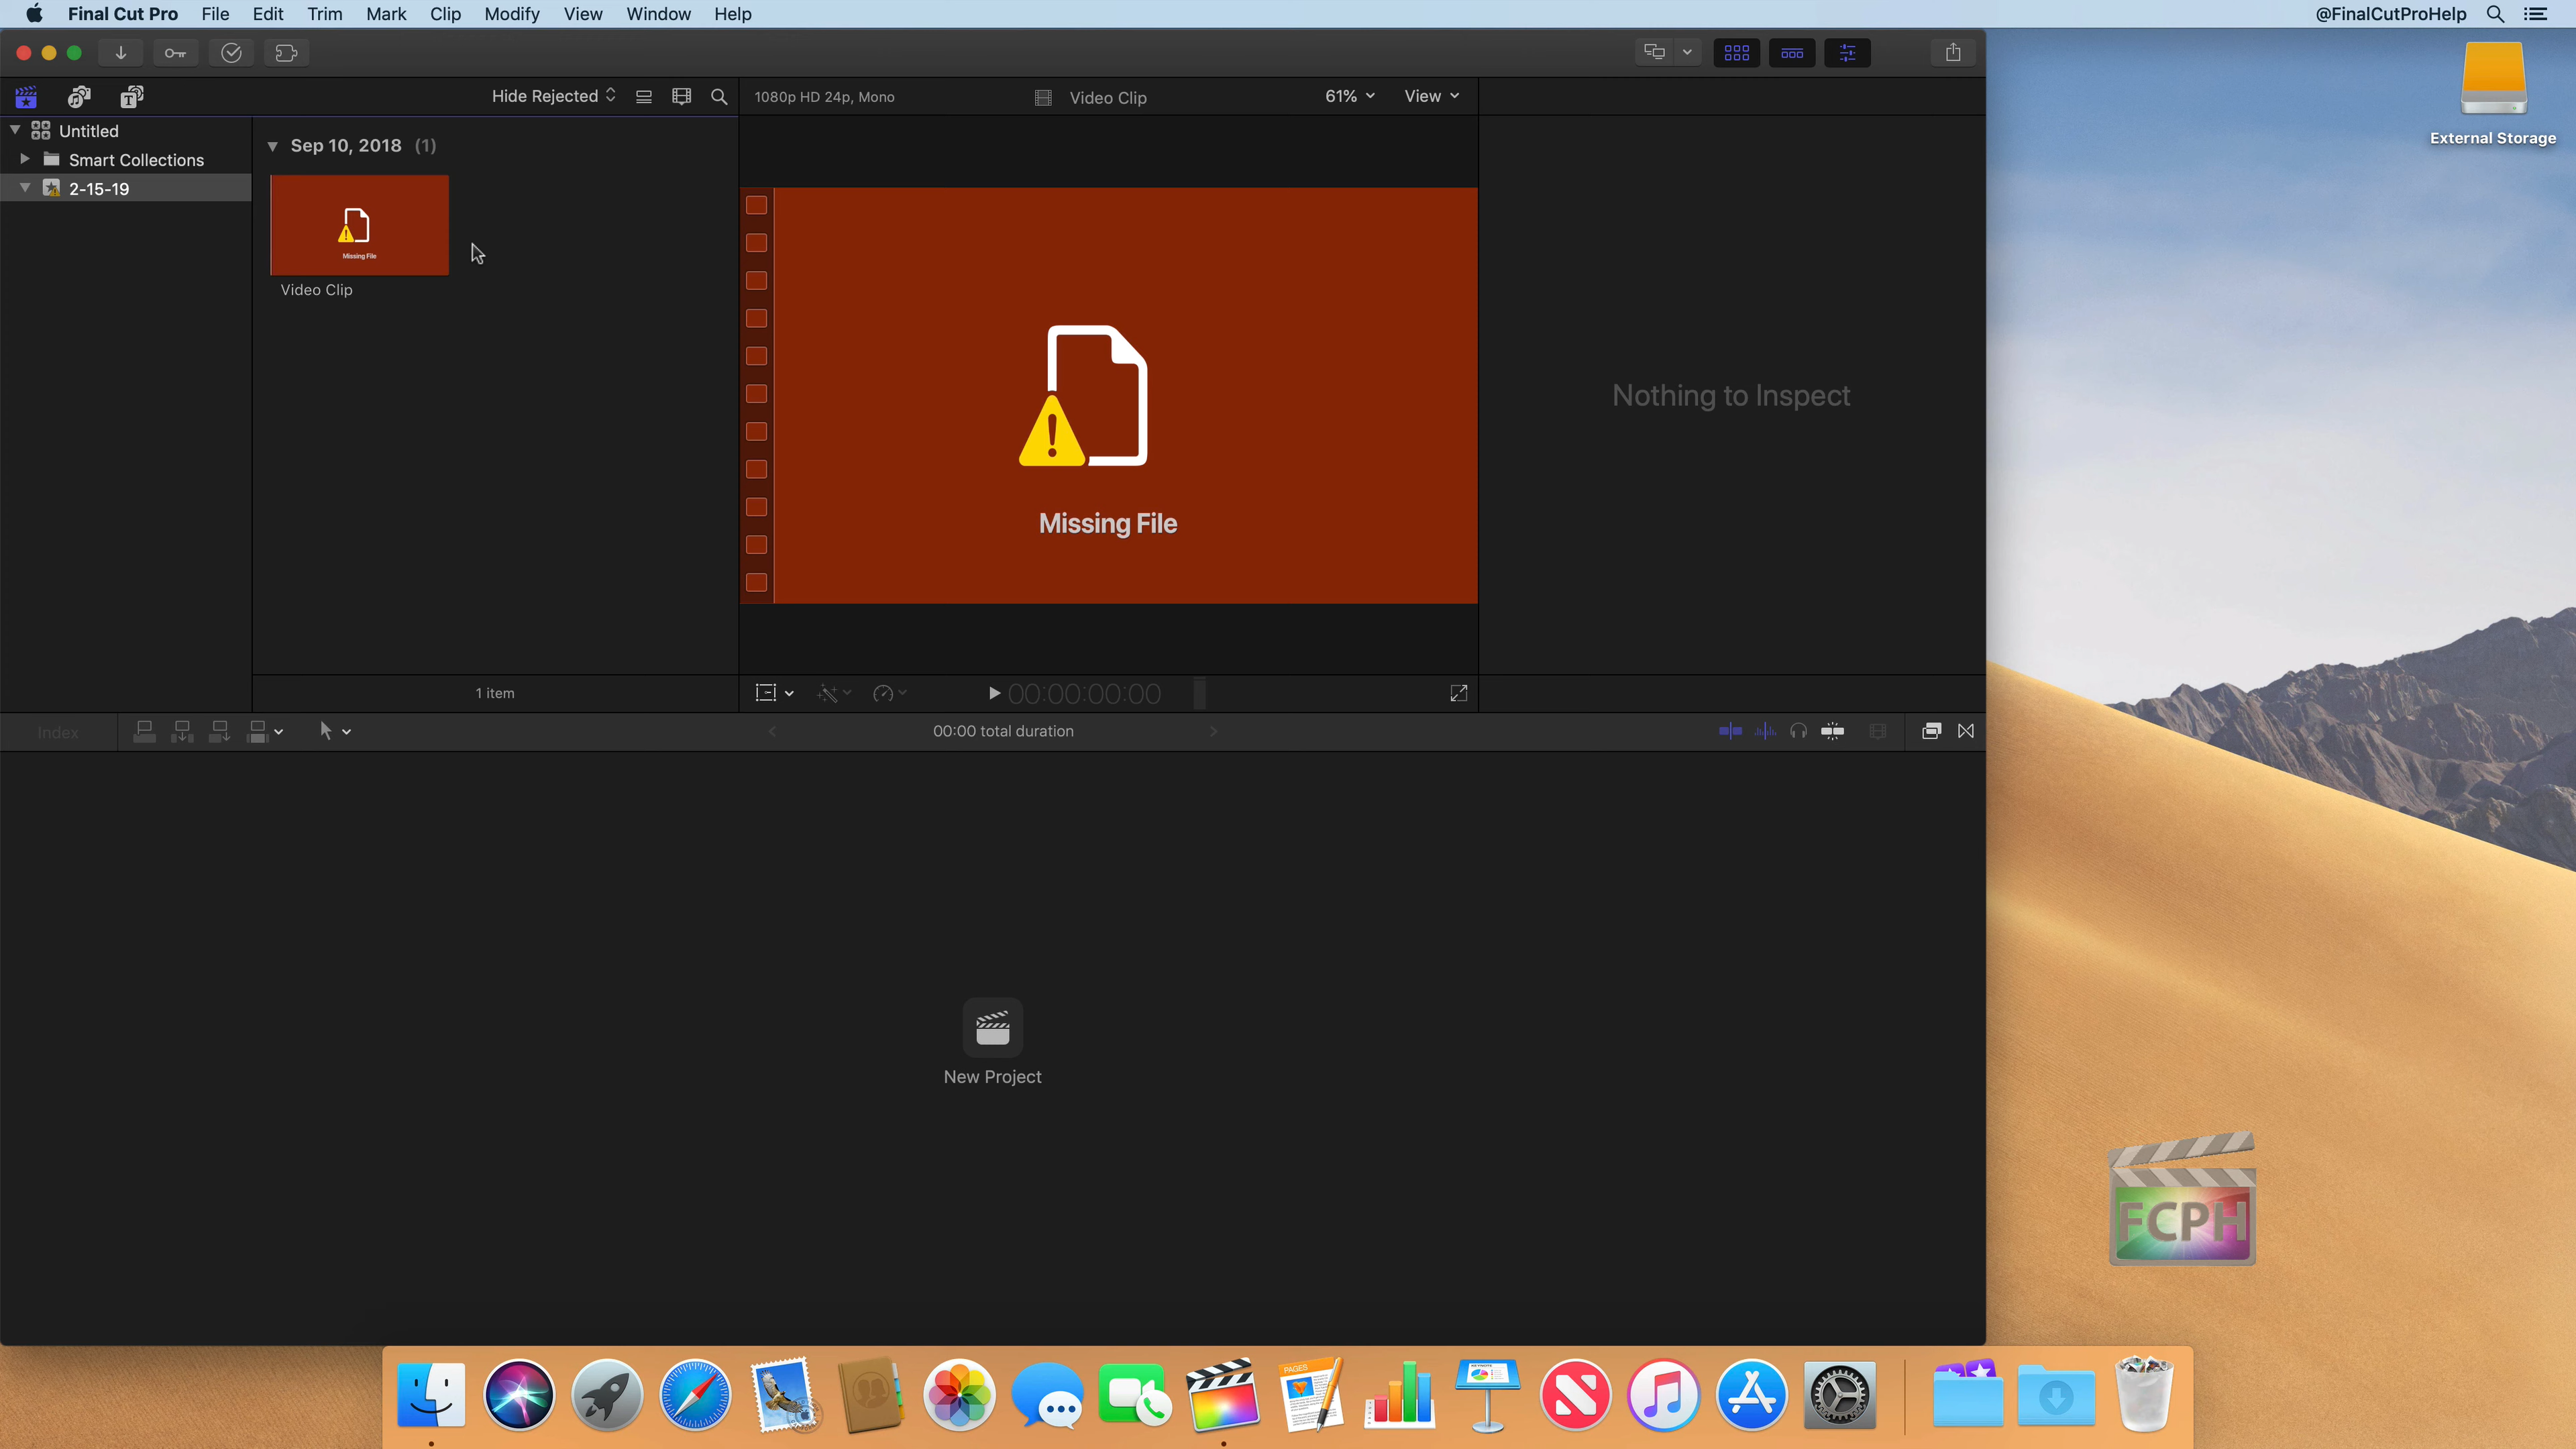 Final Cut Pro File Edit Trim Mark Clip Modify View Window Help @FinalCutProHelp
Hide Rejected
1080p HD 24p, Mono
Video Clip
61%
View
Untitled
Smart Collections
2-15-19
Sep 10, 2018 (1)
Missing File
Video Clip
Missing File
Nothing to Inspect
External Storage
1 item
00:00:00:00
Index
00:00 total duration
New Project
FCPH
PAGES